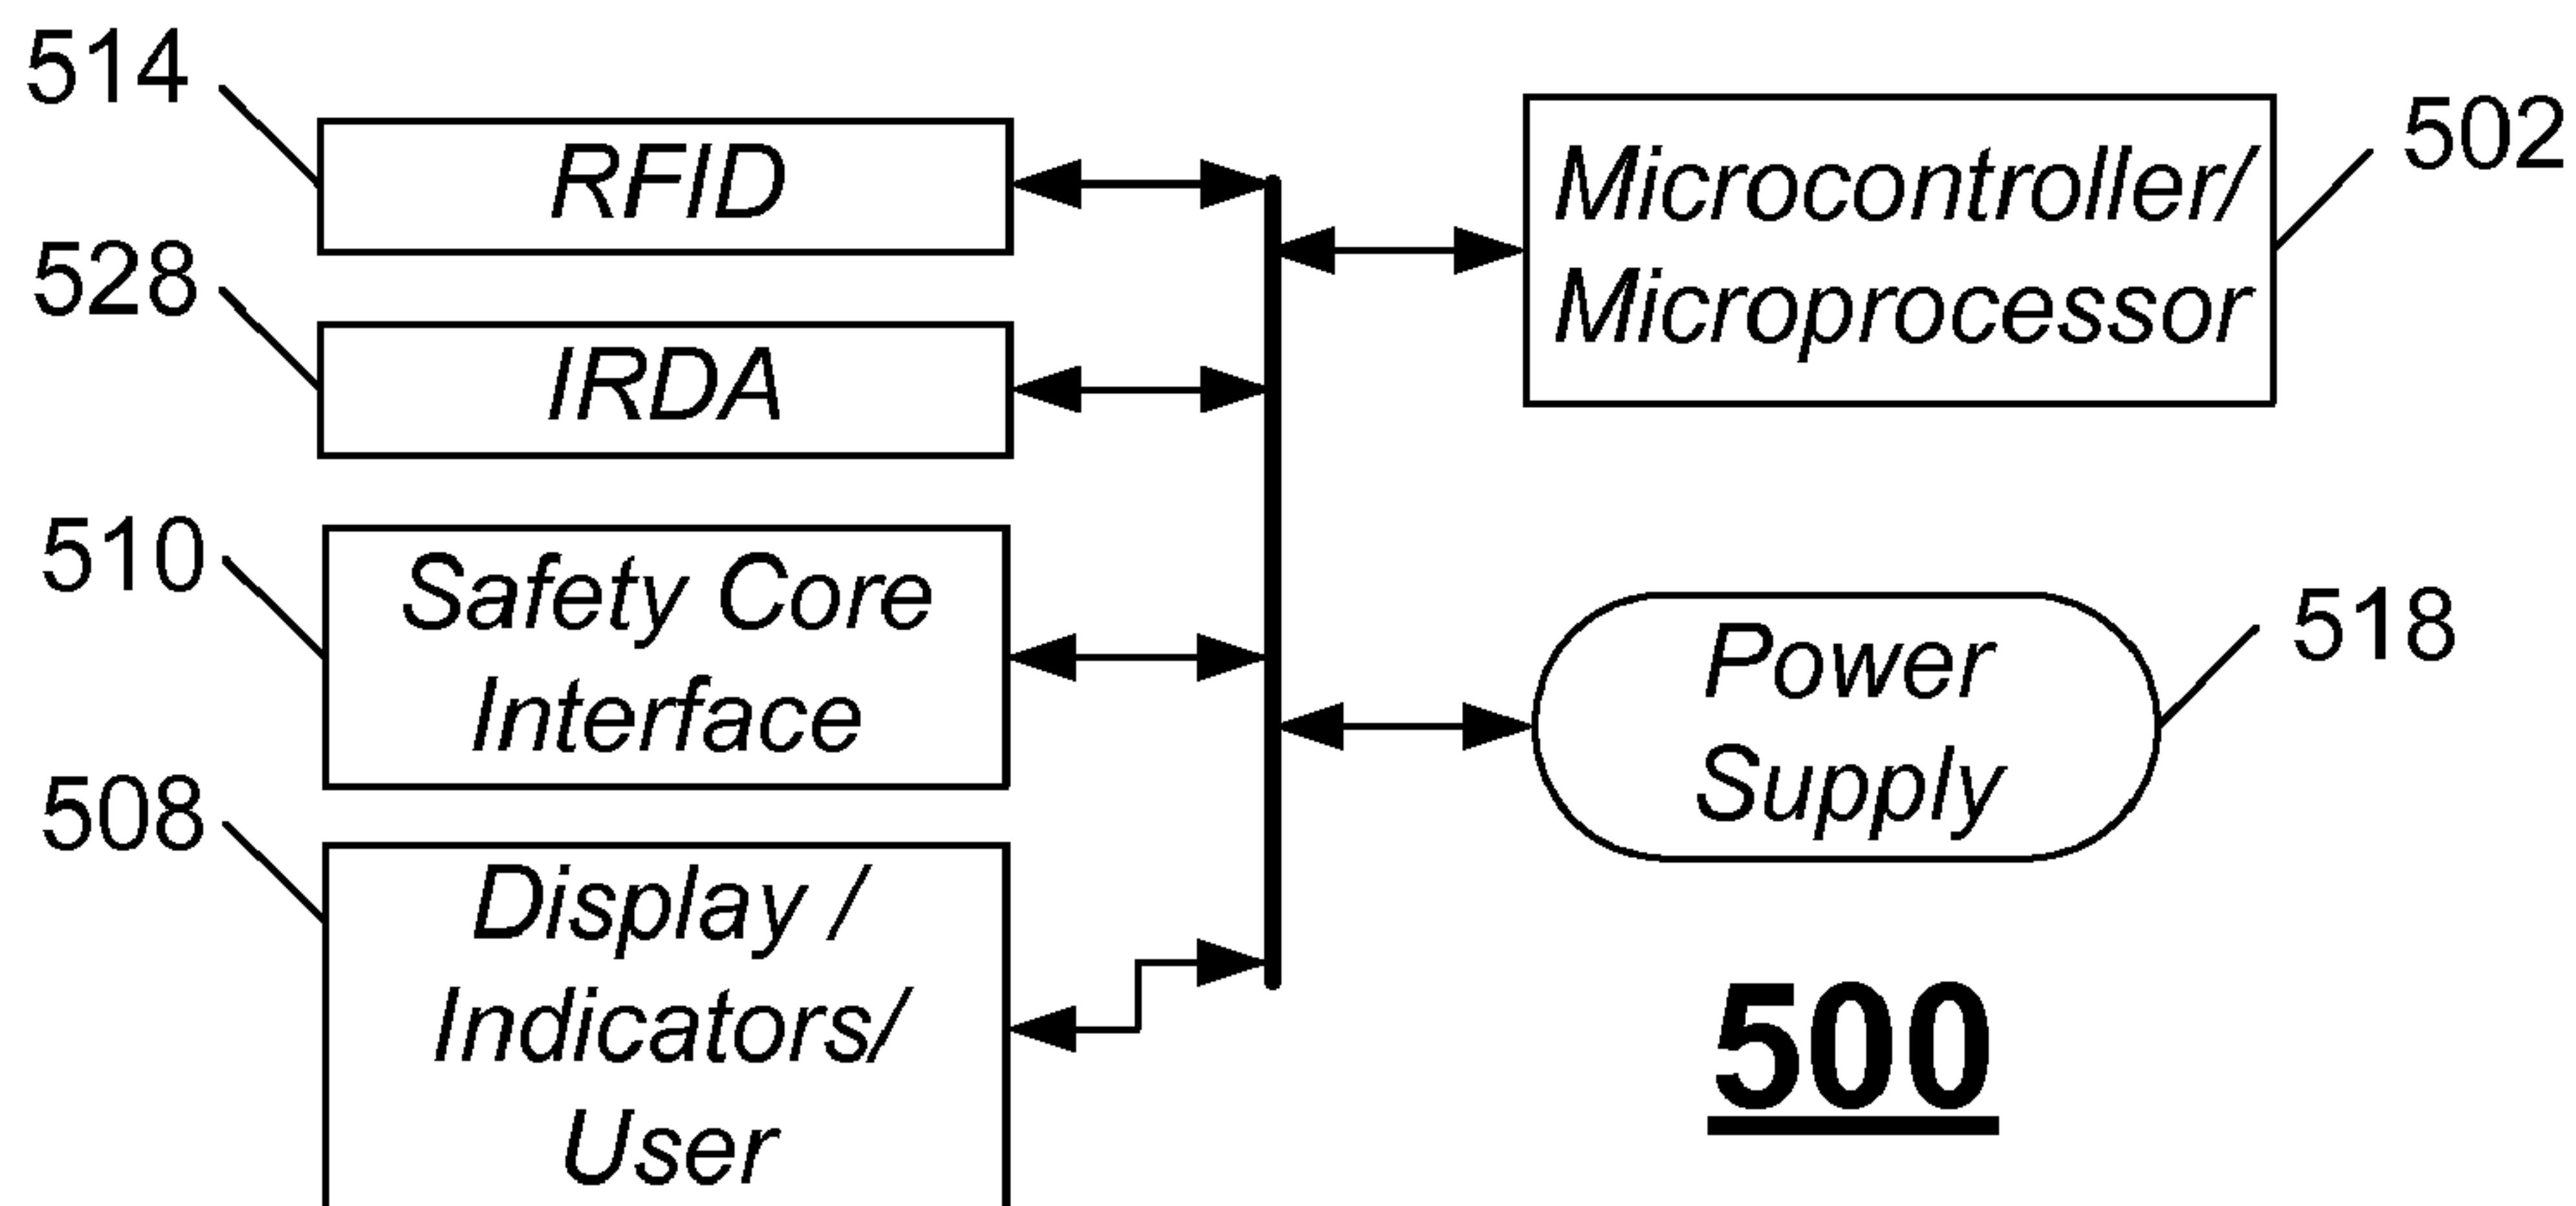 514
RFID
528
IRDA
510
Safety Core
Interface
508
Display /
Indicators/
User
Microcontroller/
Microprocessor
502
Power
Supply
518
500